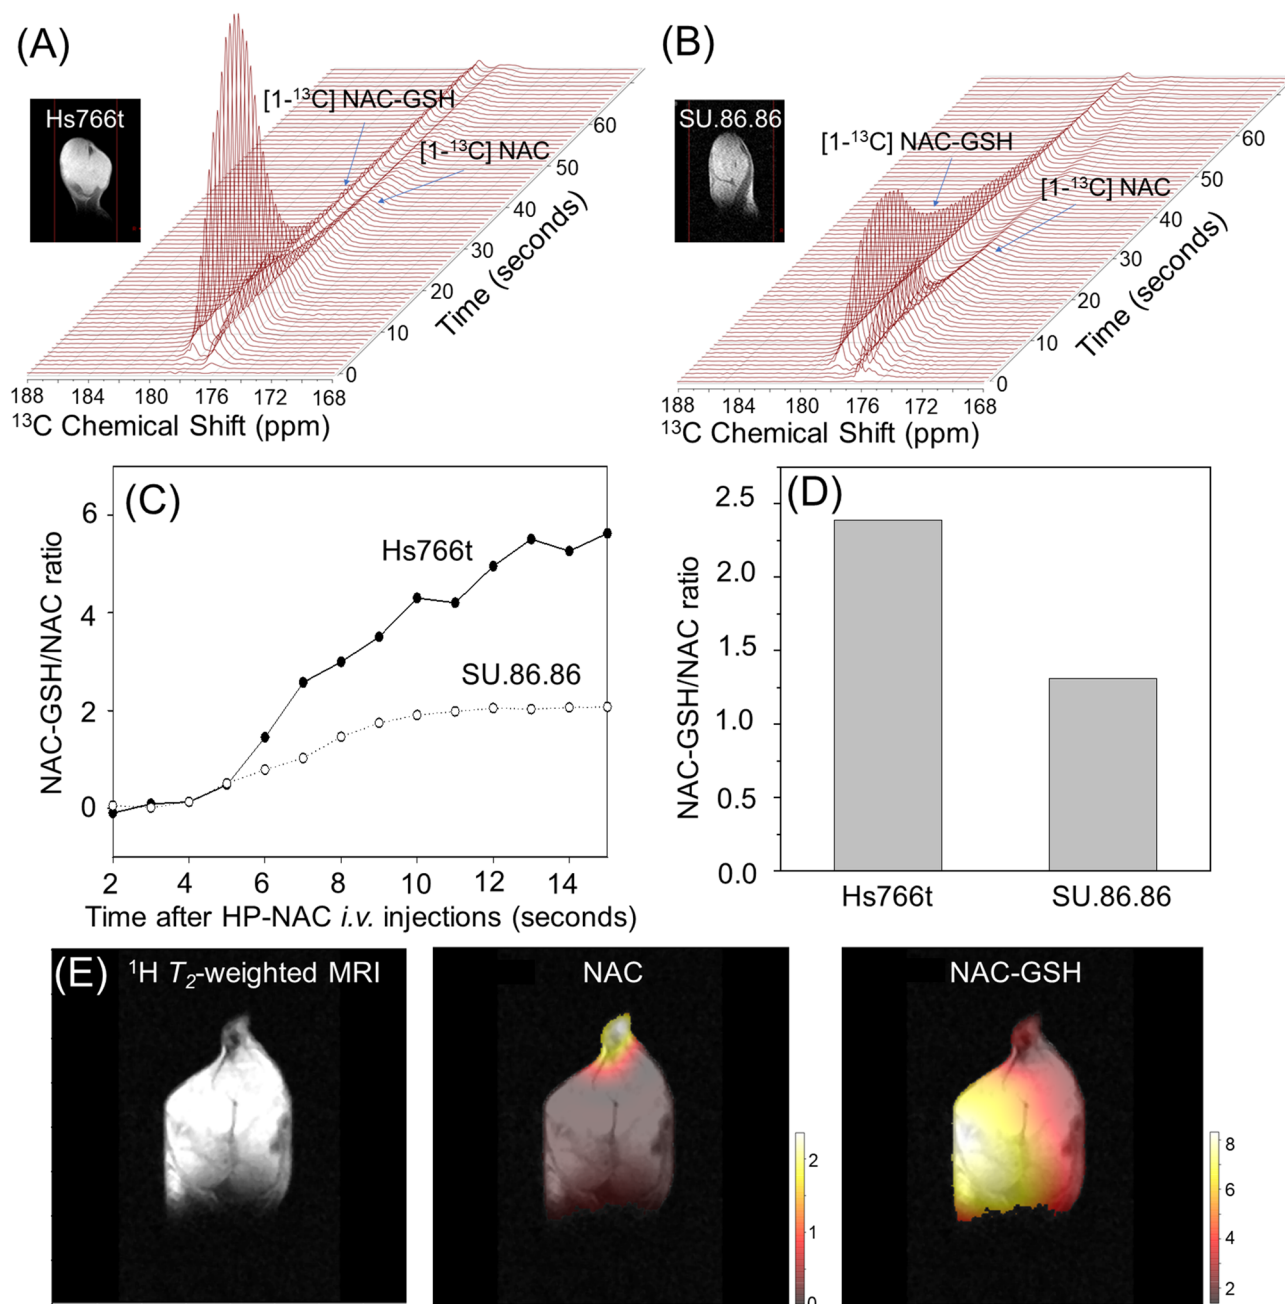 (A)
Hs766t
[1-¹³C] NAC-GSH
[1-¹³C] NAC
0
10
20
30
40
50
60
Time (seconds)
188 184 180 176 172 168
¹³C Chemical Shift (ppm)
(B)
SU.86.86
[1-¹³C] NAC-GSH
[1-¹³C] NAC
0
10
20
30
40
50
60
Time (seconds)
188 184 180 176 172 168
¹³C Chemical Shift (ppm)
(C)
NAC-GSH/NAC ratio
6
4
2
0
Hs766t
SU.86.86
2 4 6 8 10 12 14
Time after HP-NAC i.v. injections (seconds)
(D)
NAC-GSH/NAC ratio
2.5
2.0
1.5
1.0
0.5
0.0
Hs766t SU.86.86
(E)
¹H T₂-weighted MRI
NAC
2
1
0
NAC-GSH
8
6
4
2